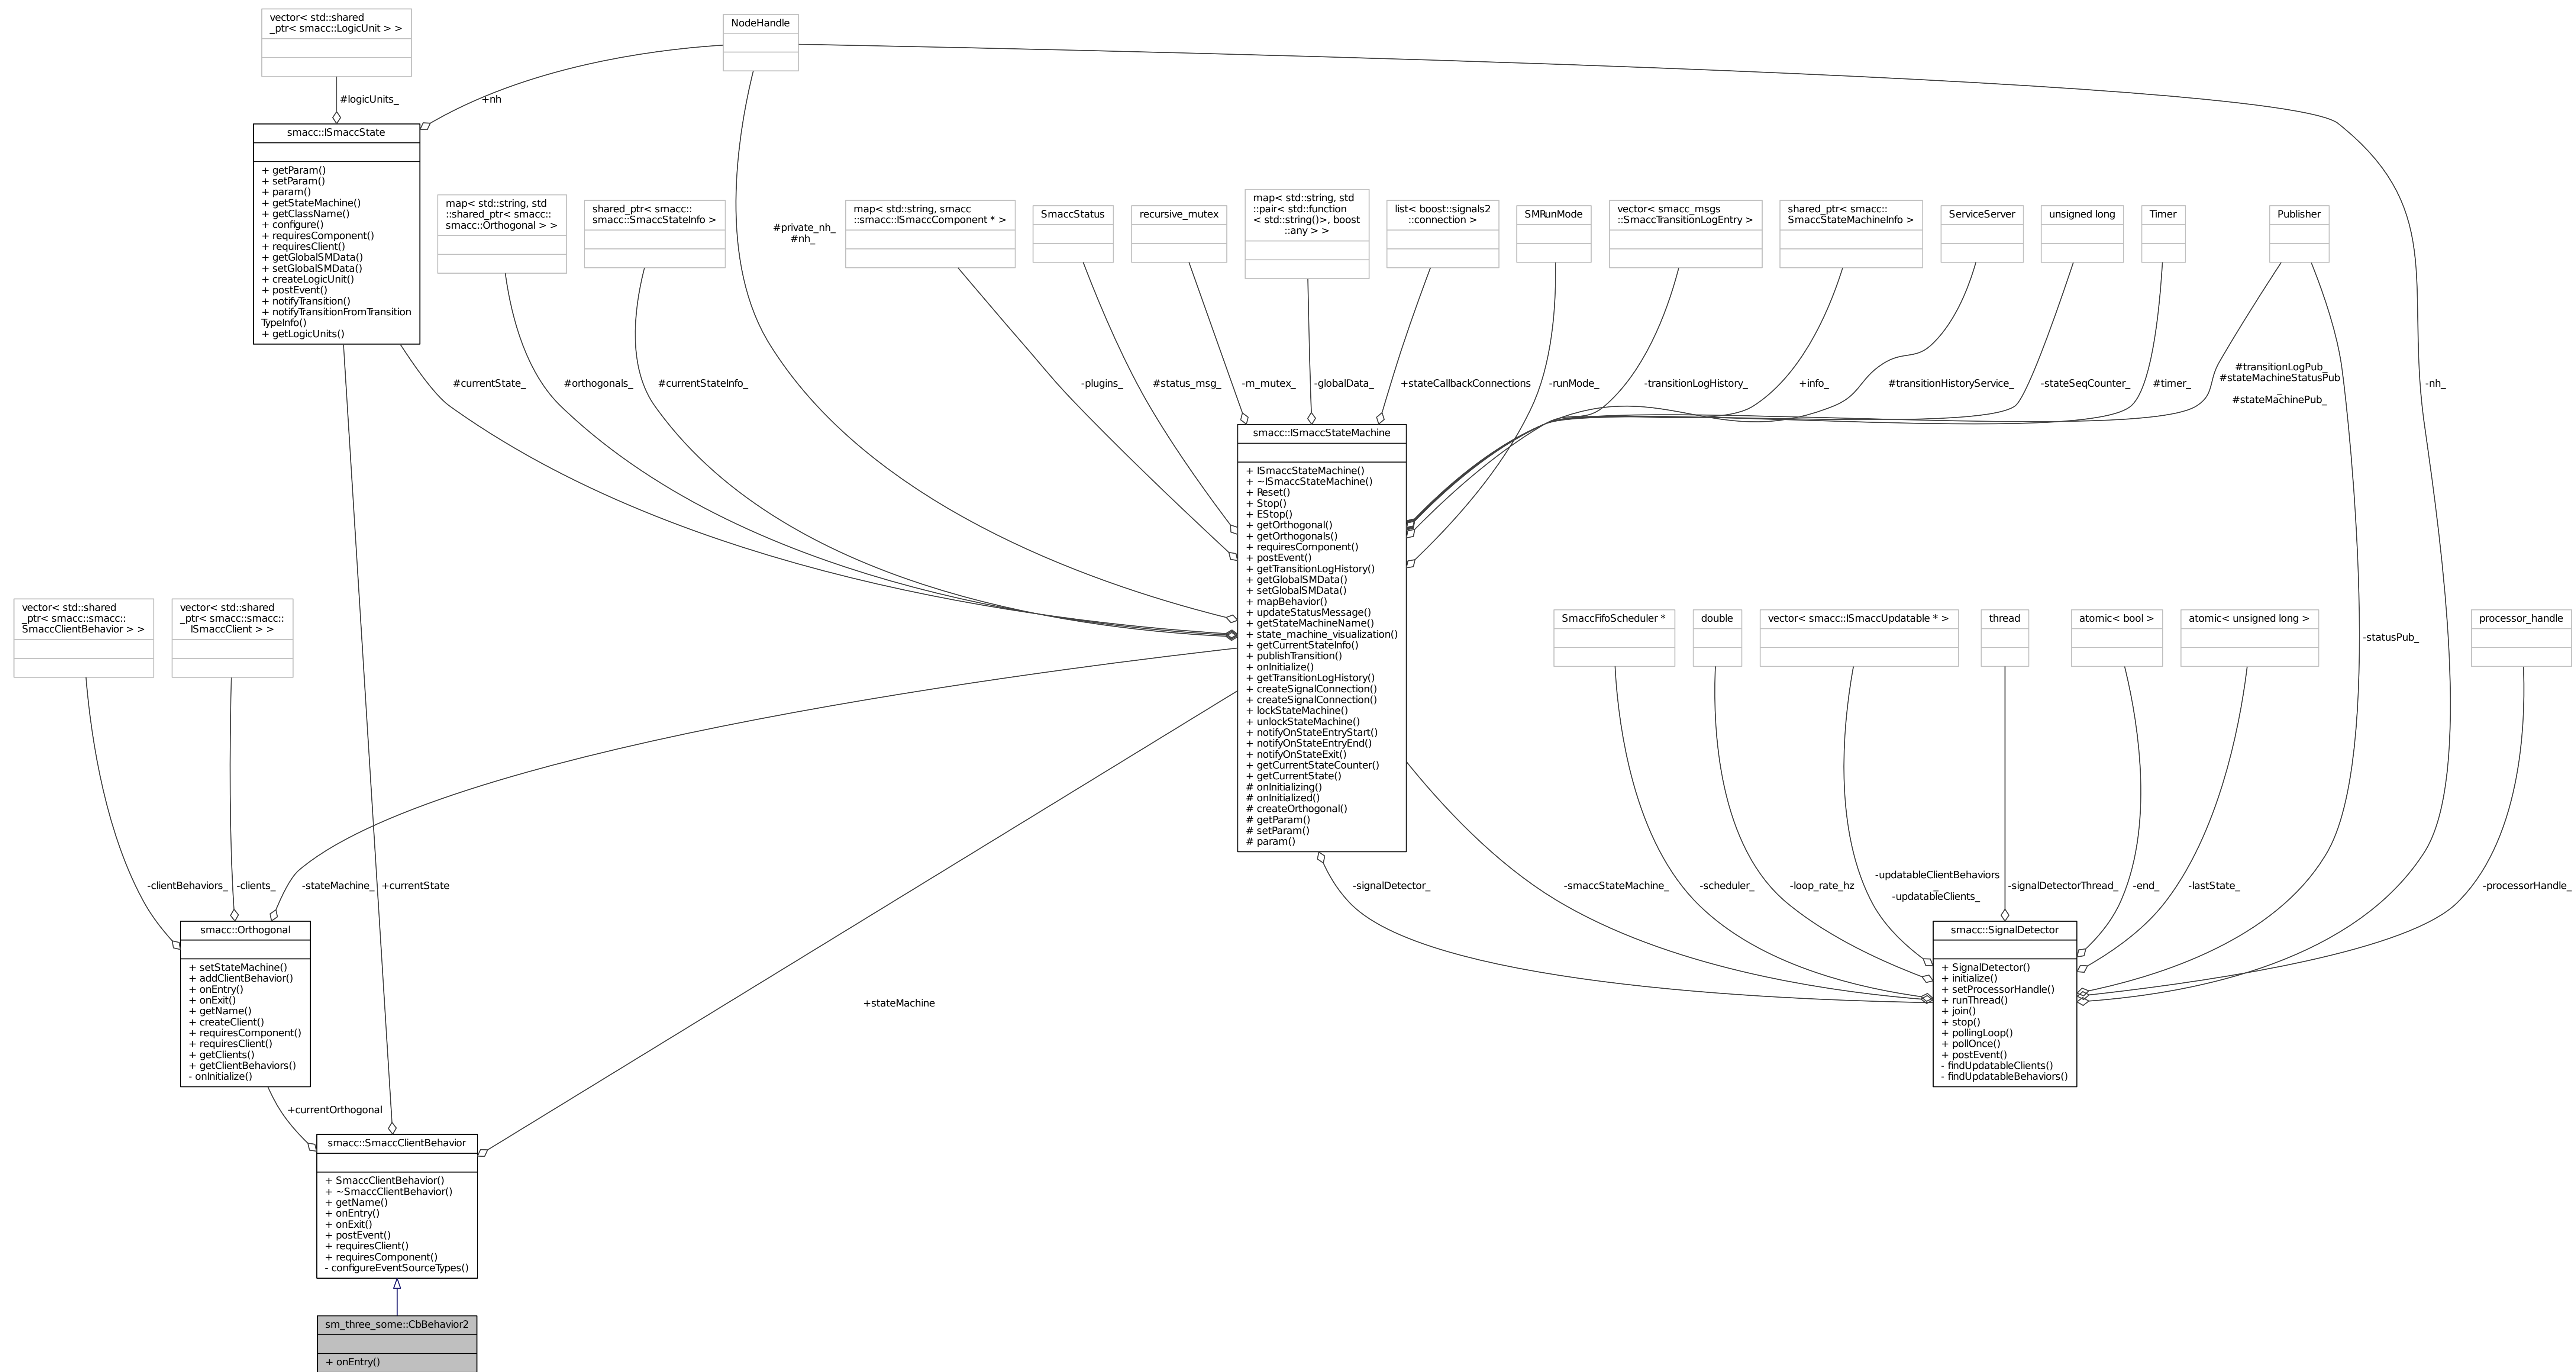 vector< std::shared
_ptr< smacc::LogicUnit > >
NodeHandle
#logicUnits_
+nh
smacc::ISmaccState
+ getParam()
+ setParam()
+ param()
+ getStateMachine()
+ getClassName()
+ configure()
+ requiresComponent()
+ requiresClient()
+ getGlobalSMData()
+ setGlobalSMData()
+ createLogicUnit()
+ postEvent()
+ notifyTransition()
+ notifyTransitionFromTransition
TypeInfo()
+ getLogicUnits()
map< std::string, std
::shared_ptr< smacc::
smacc::Orthogonal > >
shared_ptr< smacc::
smacc::SmaccStateInfo >
#private_nh_
#nh_
map< std::string, smacc
::smacc::ISmaccComponent * >
SmaccStatus
recursive_mutex
map< std::string, std
::pair< std::function
< std::string()>, boost
::any > >
list< boost::signals2
::connection >
SMRunMode
vector< smacc_msgs
::SmaccTransitionLogEntry >
shared_ptr< smacc::
SmaccStateMachineInfo >
ServiceServer
unsigned long
Timer
Publisher
#currentState_
#orthogonals_
#currentStateInfo_
-plugins_
#status_msg_
-m_mutex_
-globalData_
+stateCallbackConnections
-runMode_
-transitionLogHistory_
+info_
#transitionHistoryService_
-stateSeqCounter_
#timer_
#transitionLogPub_
#stateMachineStatusPub
_
#stateMachinePub_
-nh_
smacc::ISmaccStateMachine
+ ISmaccStateMachine()
+ ~ISmaccStateMachine()
+ Reset()
+ Stop()
+ EStop()
+ getOrthogonal()
+ getOrthogonals()
+ requiresComponent()
+ postEvent()
+ getTransitionLogHistory()
+ getGlobalSMData()
+ setGlobalSMData()
+ mapBehavior()
+ updateStatusMessage()
+ getStateMachineName()
+ state_machine_visualization()
+ getCurrentStateInfo()
+ publishTransition()
+ onInitialize()
+ getTransitionLogHistory()
+ createSignalConnection()
+ createSignalConnection()
+ lockStateMachine()
+ unlockStateMachine()
+ notifyOnStateEntryStart()
+ notifyOnStateEntryEnd()
+ notifyOnStateExit()
+ getCurrentStateCounter()
+ getCurrentState()
# onInitializing()
# onInitialized()
# createOrthogonal()
# getParam()
# setParam()
# param()
vector< std::shared
_ptr< smacc::smacc::
SmaccClientBehavior > >
vector< std::shared
_ptr< smacc::smacc::
ISmaccClient > >
SmaccFifoScheduler *
double
vector< smacc::ISmaccUpdatable * >
thread
atomic< bool >
atomic< unsigned long >
-statusPub_
processor_handle
-clientBehaviors_
-clients_
-stateMachine_
+currentState
-signalDetector_
-smaccStateMachine_
-scheduler_
-loop_rate_hz
-updatableClientBehaviors
_
-updatableClients_
-signalDetectorThread_
-end_
-lastState_
-processorHandle_
smacc::Orthogonal
+ setStateMachine()
+ addClientBehavior()
+ onEntry()
+ onExit()
+ getName()
+ createClient()
+ requiresComponent()
+ requiresClient()
+ getClients()
+ getClientBehaviors()
- onInitialize()
+stateMachine
smacc::SignalDetector
+ SignalDetector()
+ initialize()
+ setProcessorHandle()
+ runThread()
+ join()
+ stop()
+ pollingLoop()
+ pollOnce()
+ postEvent()
- findUpdatableClients()
- findUpdatableBehaviors()
+currentOrthogonal
smacc::SmaccClientBehavior
+ SmaccClientBehavior()
+ ~SmaccClientBehavior()
+ getName()
+ onEntry()
+ onExit()
+ postEvent()
+ requiresClient()
+ requiresComponent()
- configureEventSourceTypes()
sm_three_some::CbBehavior2
+ onEntry()